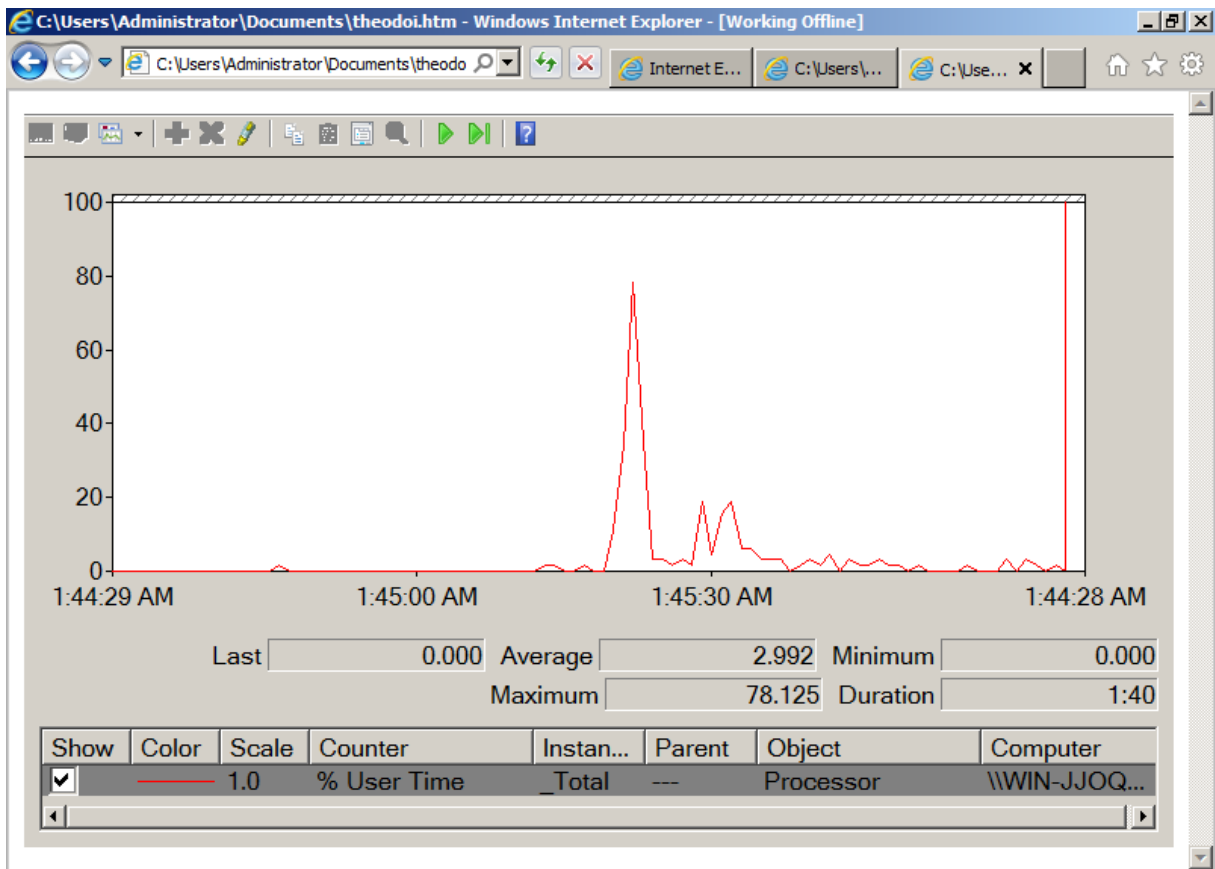 C:\Users\Administrator\Documents\theodoi.htm - Windows Internet Explorer - [Working Offline]
C:\Users\Administrator\Documents\theodo
Internet E...
C:\Users\...
C:\Use...
100
80
60
40
20
0
1:44:29 AM 1:45:00 AM 1:45:30 AM 1:44:28 AM
Last 0.000 Average 2.992 Minimum 0.000
Maximum 78.125 Duration 1:40
Show Color Scale Counter Instan... Parent Object Computer
1.0 % User Time _Total --- Processor \\WIN-JJOQ...